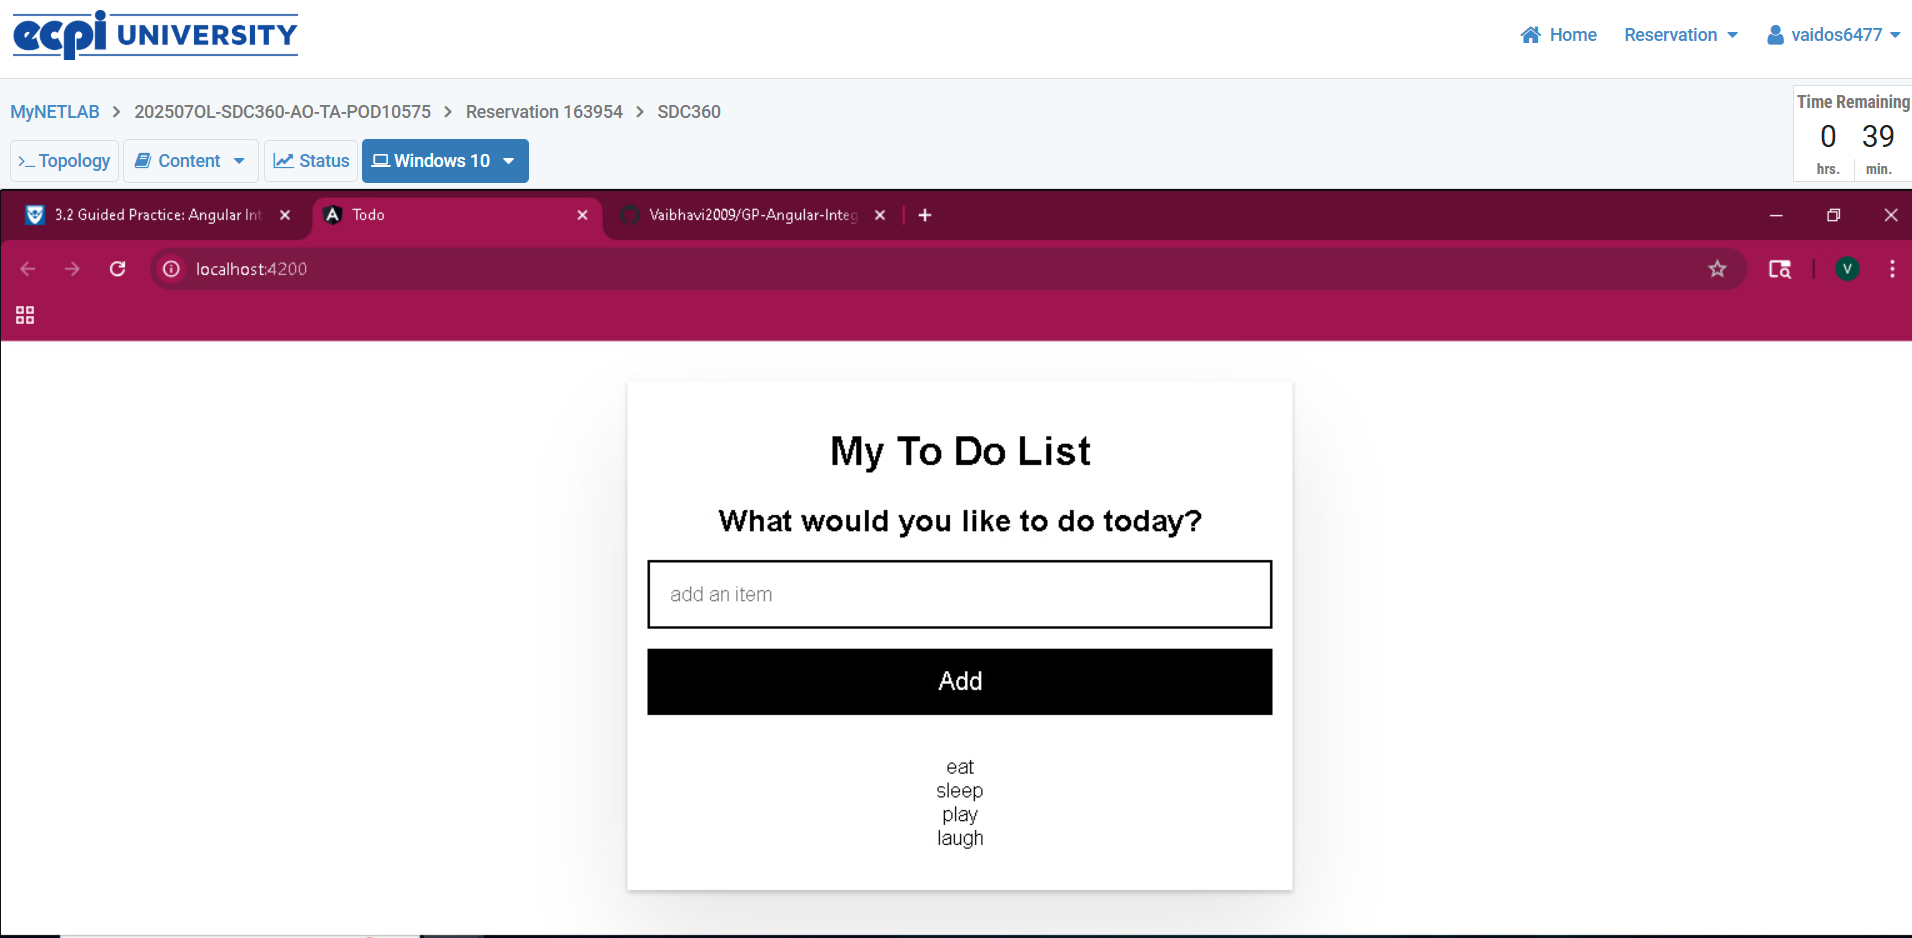 ecpi UNIVERSITY
Home Reservation vaidos6477
MyNETLAB > 202507OL-SDC360-AO-TA-POD10575 > Reservation 163954 > SDC360
Time Remaining
0 39
hrs. min.
>_ Topology Content Status Windows 10
3.2 Guided Practice: Angular Int Todo Vaibhavi2009/GP-Angular-Integ
localhost:4200
V
My To Do List
What would you like to do today?
add an item
Add
eat
sleep
play
laugh